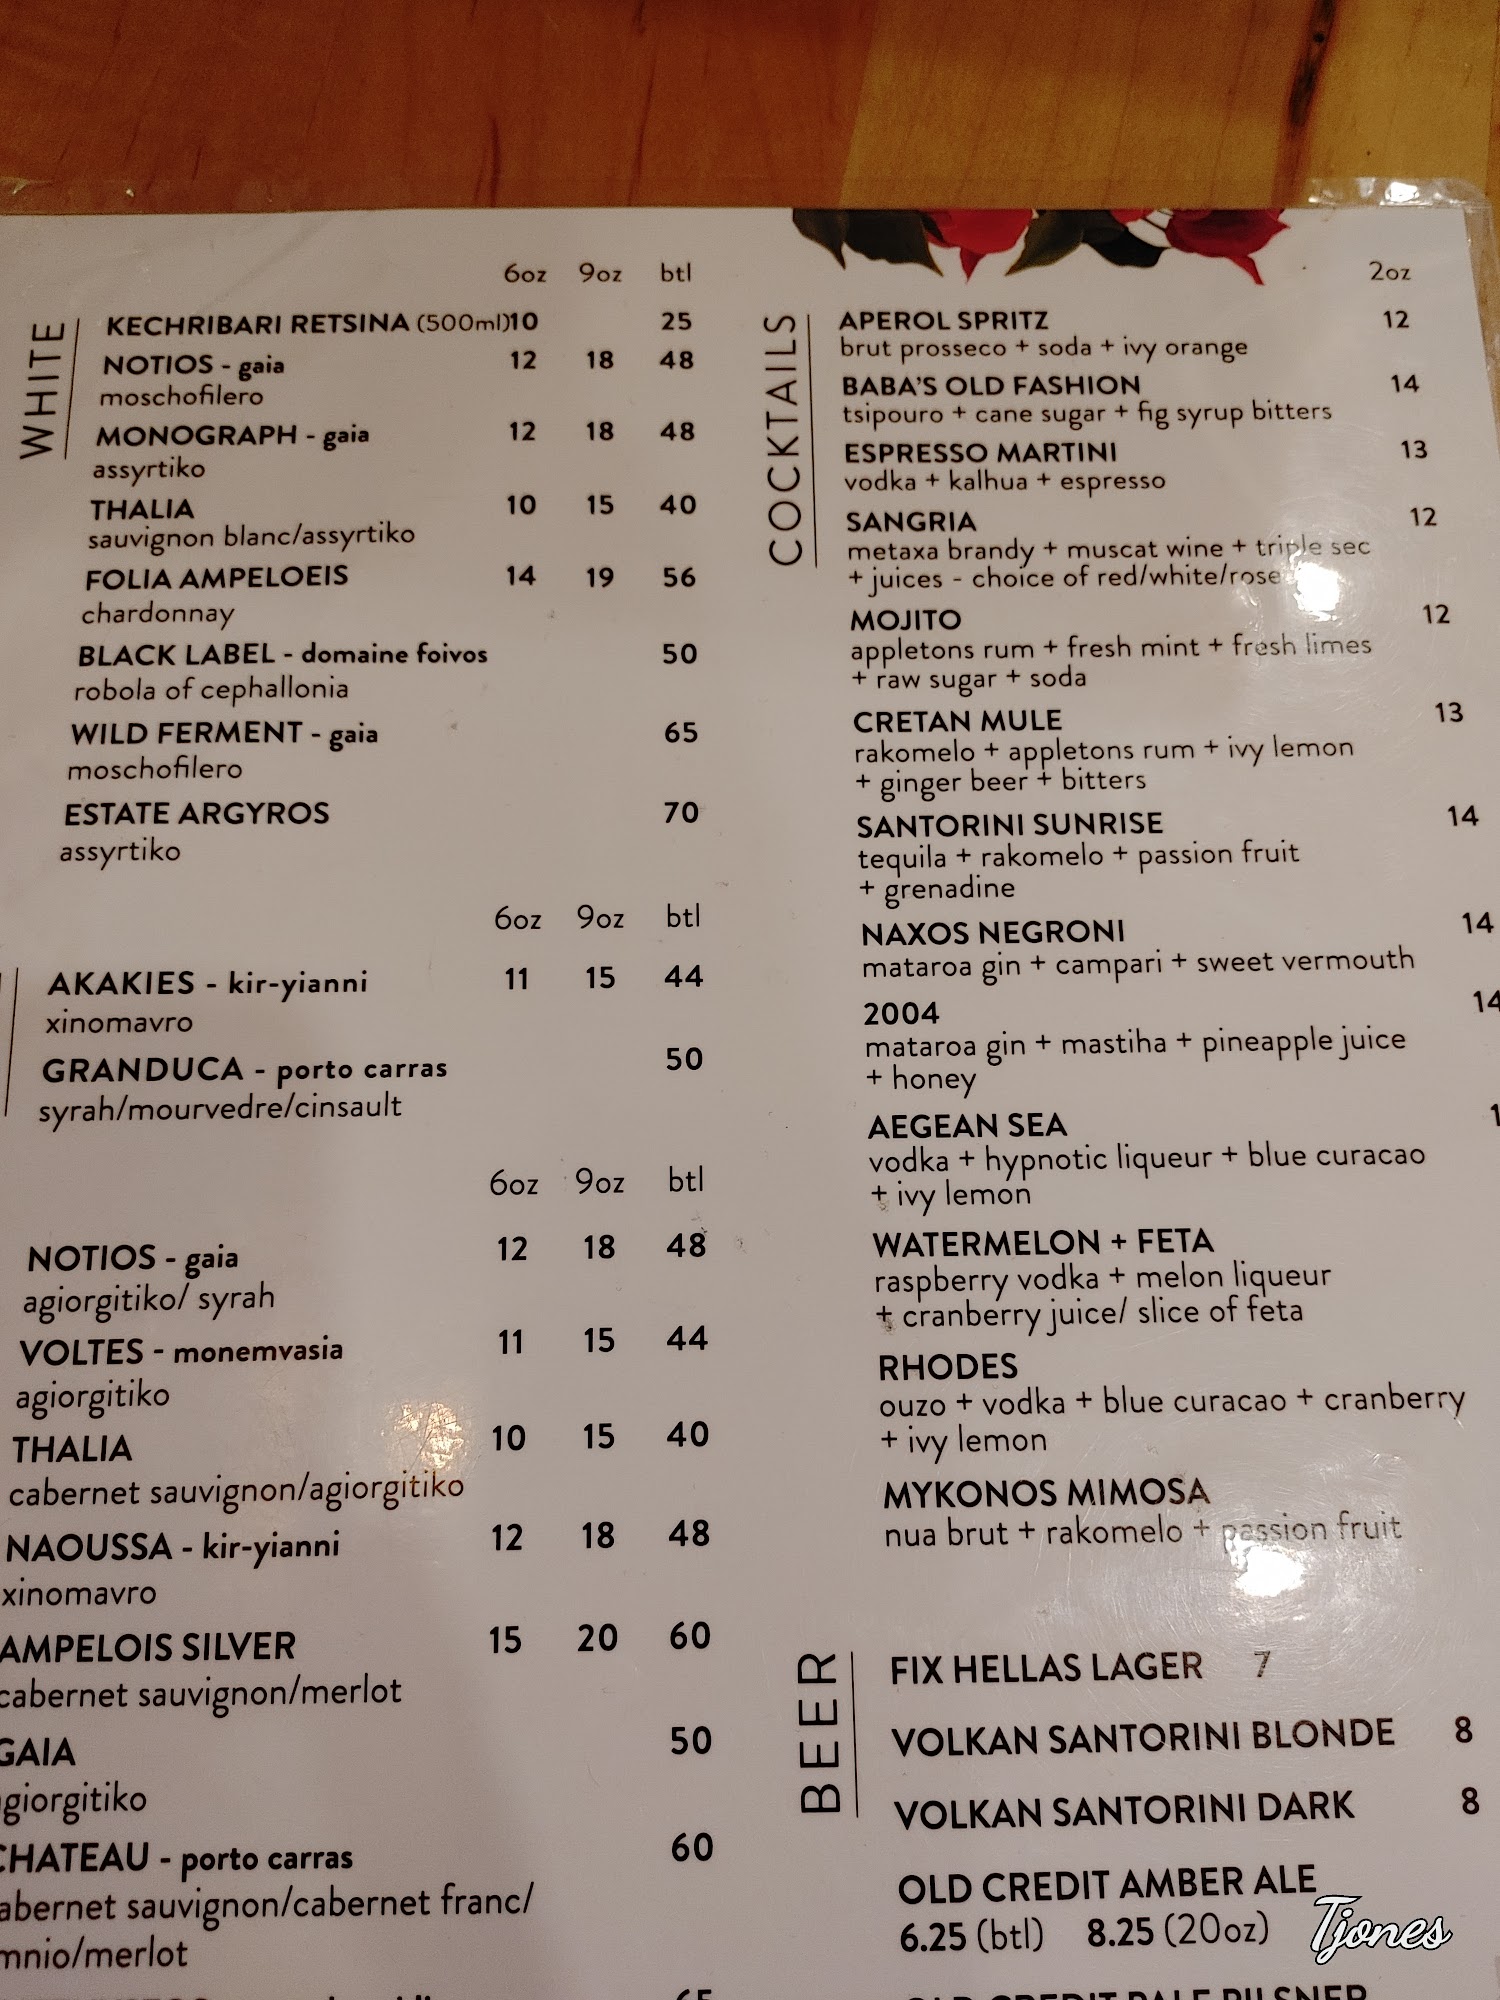 6oz 9oz btl
WHITE
KECHRIBARI RETSINA (500ml) 10 25
NOTIOS - gaia 12 18 48
moschofilero
MONOGRAPH - gaia 12 18 48
assyrtiko
THALIA 10 15 40
sauvignon blanc/assyrtiko
FOLIA AMPELOEIS 14 19 56
chardonnay
BLACK LABEL - domaine foivos 50
robola of cephallonia
WILD FERMENT - gaia 65
moschofilero
ESTATE ARGYROS 70
assyrtiko
6oz 9oz btl
AKAKIES - kir-yianni 11 15 44
xinomavro
GRANDUCA - porto carras 50
syrah/mourvedre/cinsault
6oz 9oz btl
NOTIOS - gaia 12 18 48
agiorgitiko/ syrah
VOLTES - monemvasia 11 15 44
agiorgitiko
THALIA 10 15 40
cabernet sauvignon/agiorgitiko
NAOUSSA - kir-yianni 12 18 48
xinomavro
AMPELOIS SILVER 15 20 60
cabernet sauvignon/merlot
GAIA 50
giorgitiko
CHATEAU - porto carras 60
abernet sauvignon/cabernet franc/
mnio/merlot
2oz
COCKTAILS
APEROL SPRITZ 12
brut prosseco + soda + ivy orange
BABA'S OLD FASHION 14
tsipouro + cane sugar + fig syrup bitters
ESPRESSO MARTINI 13
vodka + kalhua + espresso
SANGRIA 12
metaxa brandy + muscat wine + triple sec
+ juices - choice of red/white/rose
MOJITO 12
appletons rum + fresh mint + fresh limes
+ raw sugar + soda
CRETAN MULE 13
rakomelo + appletons rum + ivy lemon
+ ginger beer + bitters
SANTORINI SUNRISE 14
tequila + rakomelo + passion fruit
+ grenadine
NAXOS NEGRONI 14
mataroa gin + campari + sweet vermouth
2004 14
mataroa gin + mastiha + pineapple juice
+ honey
AEGEAN SEA 1
vodka + hypnotic liqueur + blue curacao
+ ivy lemon
WATERMELON + FETA
raspberry vodka + melon liqueur
+ cranberry juice/ slice of feta
RHODES
ouzo + vodka + blue curacao + cranberry
+ ivy lemon
MYKONOS MIMOSA
nua brut + rakomelo + passion fruit
BEER
FIX HELLAS LAGER 7
VOLKAN SANTORINI BLONDE 8
VOLKAN SANTORINI DARK 8
OLD CREDIT AMBER ALE
6.25 (btl) 8.25 (20oz)
OLD CREDIT PALE PILSNER
Tjones